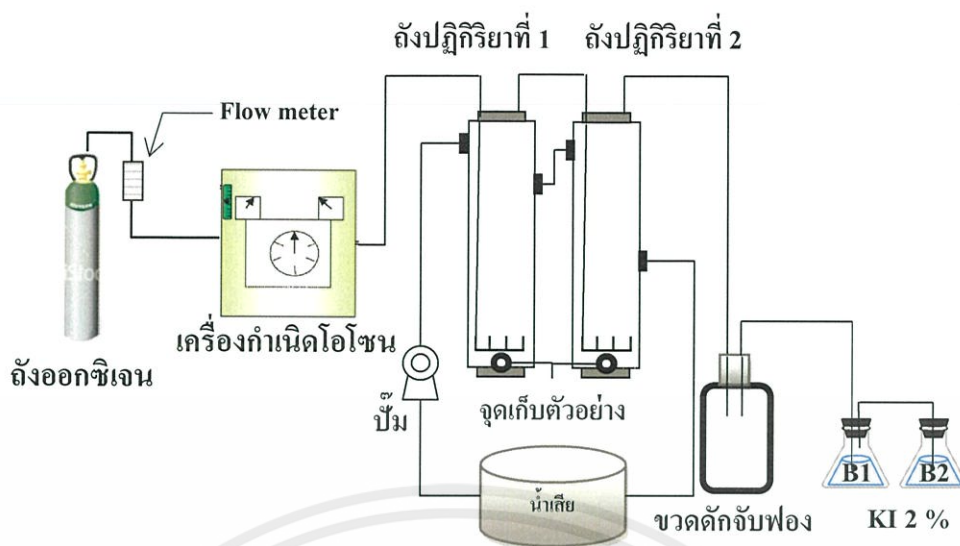 ถังปฏิกิริยาที่ 1 ถังปฏิกิริยาที่ 2
Flow meter
เครื่องกำเนิดโอโซน
ถังออกซิเจน
ปั๊ม
จุดเก็บตัวอย่าง
น้ำเสีย
ขวดดักจับฟอง
B1 B2
KI 2 %